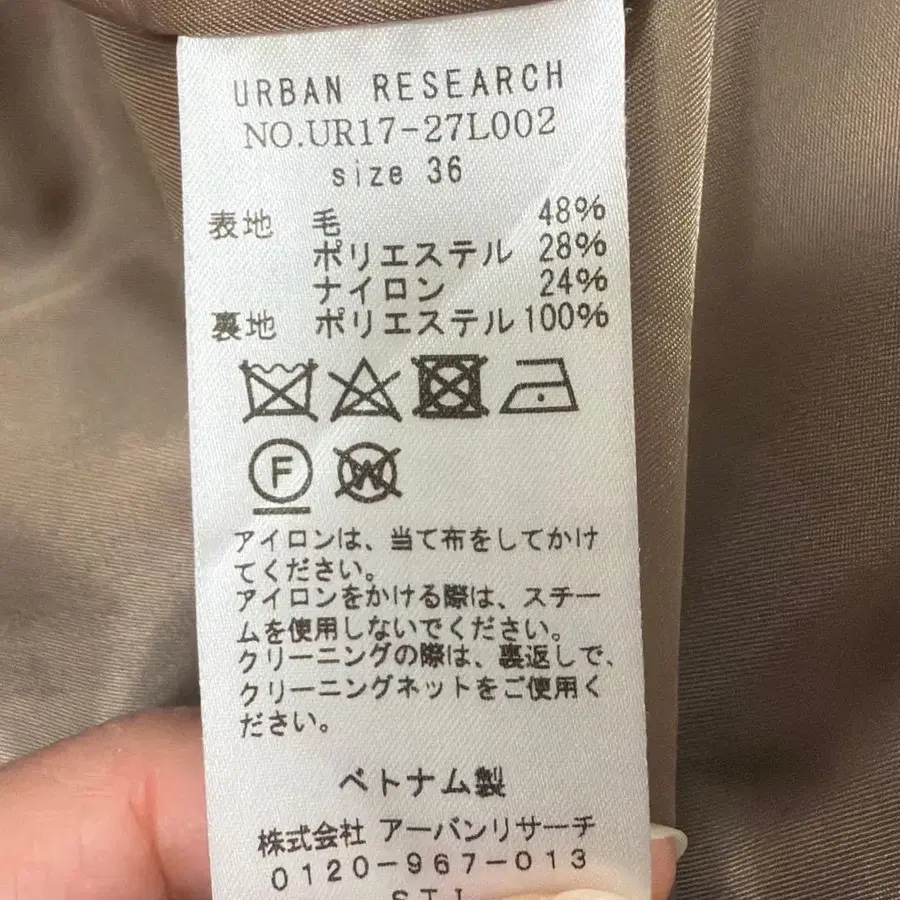 URBAN RESEARCH
NO.UR17-27L002
size 36
表地 毛 48%
ポリエステル 28%
ナイロン 24%
裏地 ポリエステル 100%
F W
アイロンは、当て布をしてかけ
てください。
アイロンをかける際は、スチー
ムを使用しないでください。
クリーニングの際は、裏返しで、
クリーニングネットをご使用く
ださい。
ベトナム製
株式会社 アーバンリサーチ
0120-967-013